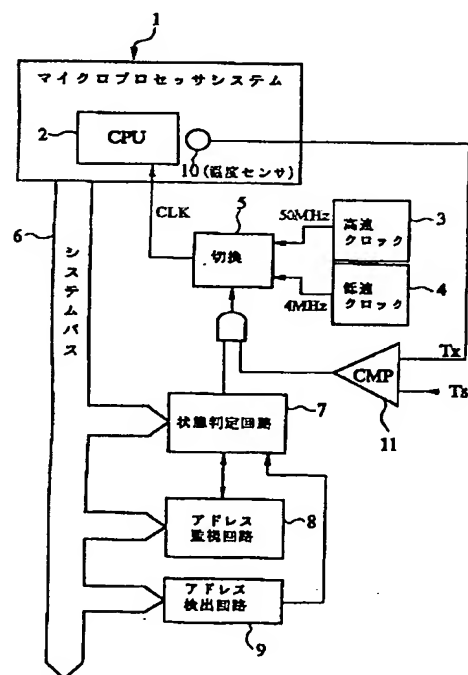 1
マイクロプロセッサシステム
2
CPU
10(温度センサ)
CLK
5
切換
50MHz
高速
クロック
3
4MHz
低速
クロック
4
6
システムバス
Tx
CMP
Ts
11
状態判定回路
7
アドレス
監視回路
8
アドレス
検出回路
9